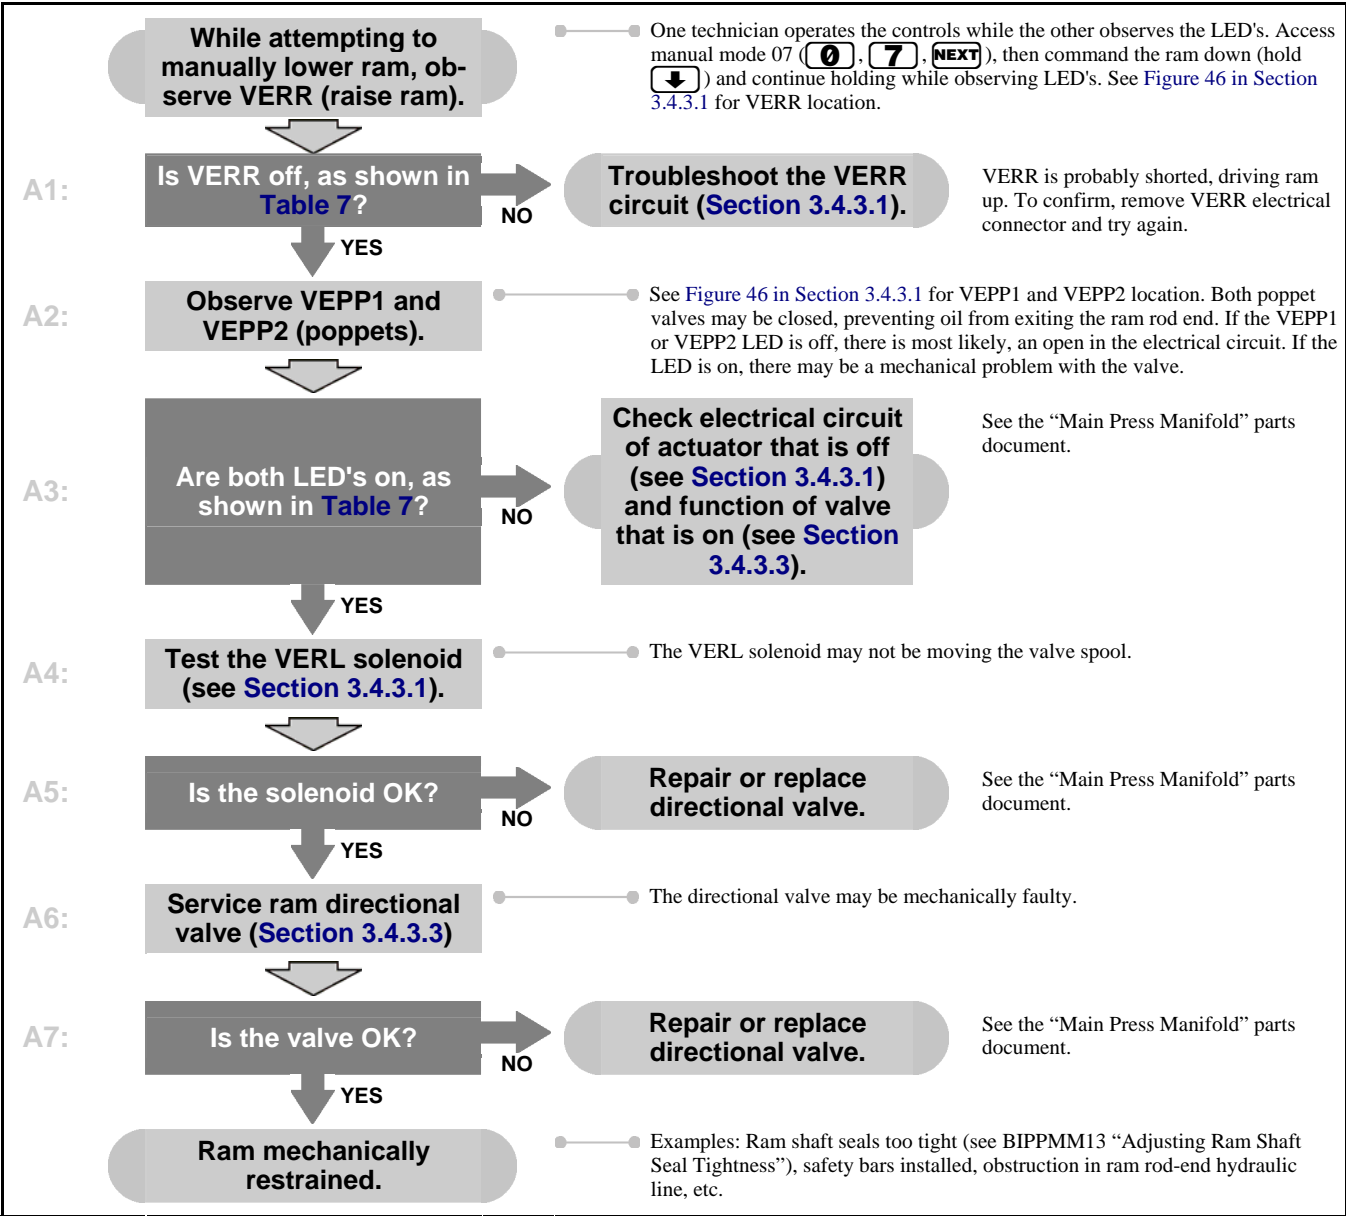 While attempting to
manually lower ram, ob-
serve VERR (raise ram).
One technician operates the controls while the other observes the LED's. Access
manual mode 07 (0, 7, NEXT), then command the ram down (hold
) and continue holding while observing LED's. See Figure 46 in Section
3.4.3.1 for VERR location.
A1:
Is VERR off, as shown in
Table 7?
NO
YES
Troubleshoot the VERR
circuit (Section 3.4.3.1).
VERR is probably shorted, driving ram
up. To confirm, remove VERR electrical
connector and try again.
A2:
Observe VEPP1 and
VEPP2 (poppets).
See Figure 46 in Section 3.4.3.1 for VEPP1 and VEPP2 location. Both poppet
valves may be closed, preventing oil from exiting the ram rod end. If the VEPP1
or VEPP2 LED is off, there is most likely, an open in the electrical circuit. If the
LED is on, there may be a mechanical problem with the valve.
A3:
Are both LED's on, as
shown in Table 7?
NO
YES
Check electrical circuit
of actuator that is off
(see Section 3.4.3.1)
and function of valve
that is on (see Section
3.4.3.3).
See the “Main Press Manifold” parts
document.
A4:
Test the VERL solenoid
(see Section 3.4.3.1).
The VERL solenoid may not be moving the valve spool.
A5:
Is the solenoid OK?
NO
YES
Repair or replace
directional valve.
See the “Main Press Manifold” parts
document.
A6:
Service ram directional
valve (Section 3.4.3.3)
The directional valve may be mechanically faulty.
A7:
Is the valve OK?
NO
YES
Repair or replace
directional valve.
See the “Main Press Manifold” parts
document.
Ram mechanically
restrained.
Examples: Ram shaft seals too tight (see BIPPMM13 “Adjusting Ram Shaft
Seal Tightness”), safety bars installed, obstruction in ram rod-end hydraulic
line, etc.